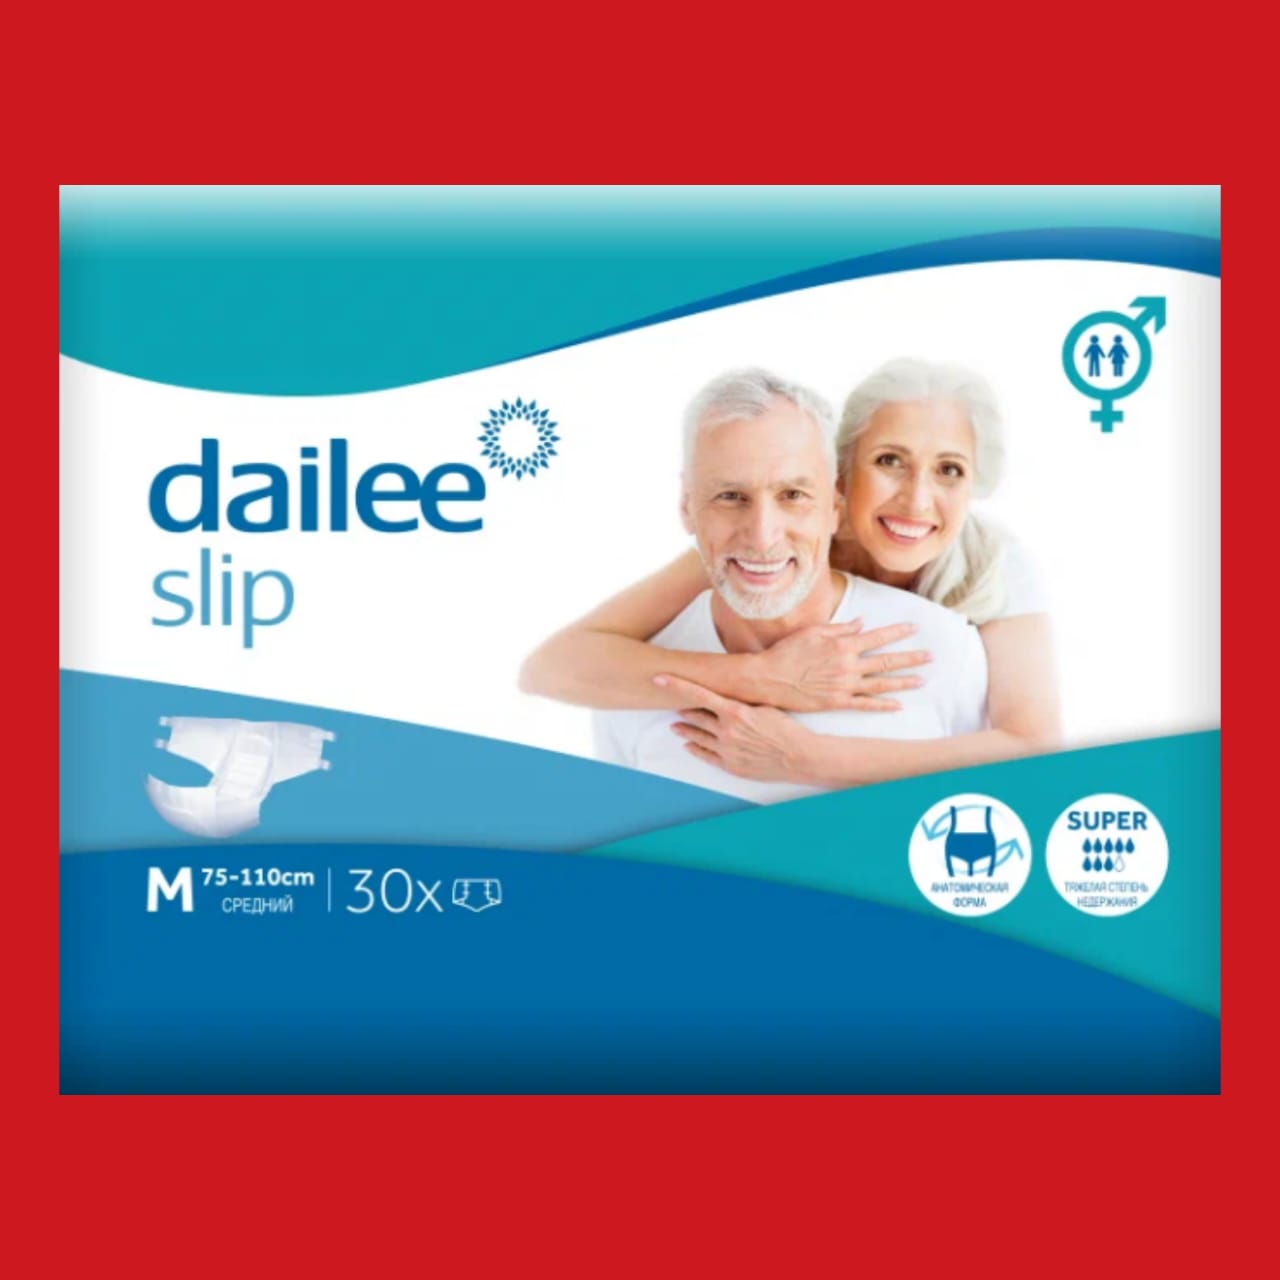 dailee
slip
M 75-110cm
СРЕДНИЙ
30x
АНАТОМИЧЕСКАЯ
ФОРМА
SUPER
ТЯЖЕЛАЯ СТЕПЕНЬ
НЕДЕРЖАНИЯ